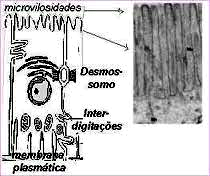 microvilosidades
Desmos-
somo
Inter-
digitações
membrana
plasmática